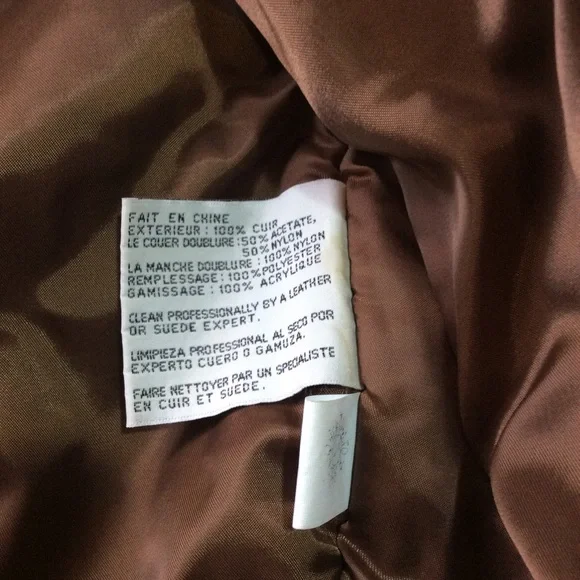 FAIT EN CHINE
EXTERIEUR : 100% CUIR
LE COUER DOUBLURE : 50% ACETATE,
50% NYLON
LA MANCHE DOUBLURE : 100% NYLON
REMPLESSAGE : 100% POLYESTER
GAMISSAGE : 100% ACRYLIQUE
CLEAN PROFESSIONALLY BY A LEATHER
OR SUEDE EXPERT.
LIMIPIEZA PROFESSIONAL AL SECO POR
EXPERTO CUERO O GAMUZA.
FAIRE NETTOYER PAR UN SPECIALISTE
EN CUIR ET SUEDE.